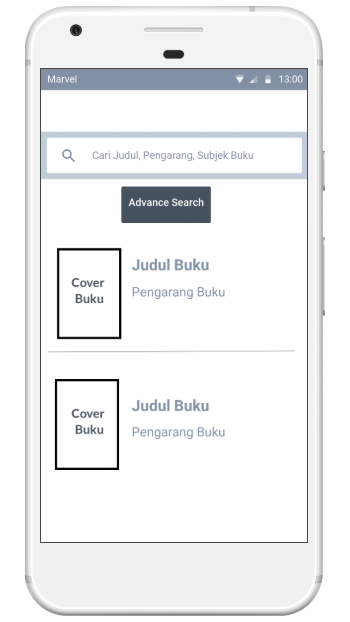 Marvel 13:00
Cari Judul, Pengarang, Subjek Buku
Advance Search
Cover
Buku
Judul Buku
Pengarang Buku
Cover
Buku
Judul Buku
Pengarang Buku